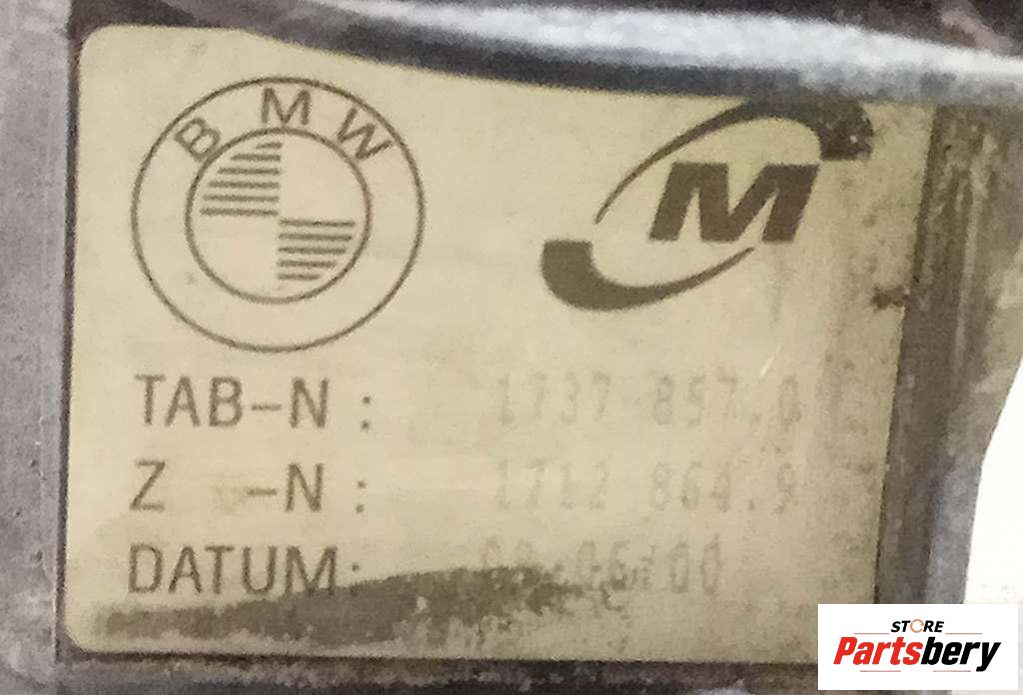 BMW
M
TAB-N : 1737 857.0
Z -N : 1712 864.9
DATUM:
STORE
Partsbery